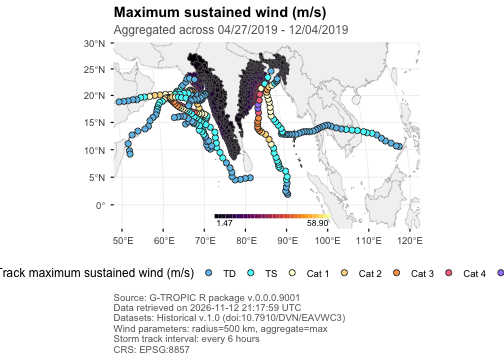 Maximum sustained wind (m/s)
Aggregated across 04/27/2019 - 12/04/2019
30°N
25°N
20°N
15°N
10°N
5°N
0°
1.47 58.90
50°E 60°E 70°E 80°E 90°E 100°E 110°E 120°E
Track maximum sustained wind (m/s) TD TS Cat 1 Cat 2 Cat 3 Cat 4
Source: G-TROPIC R package v.0.0.0.9001
Data retrieved on 2026-11-12 21:17:59 UTC
Datasets: Historical v.1.0 (doi:10.7910/DVN/EAVWC3)
Wind parameters: radius=500 km, aggregate=max
Storm track interval: every 6 hours
CRS: EPSG:8857